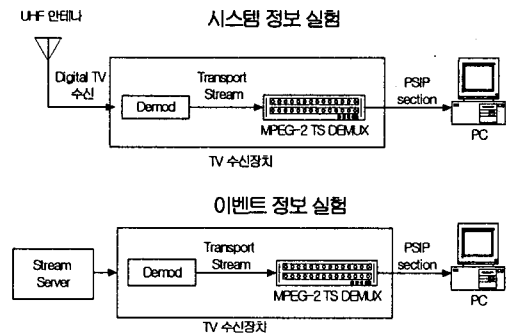 시스템 정보 실험
UHF 안테나
Digital TV
수신
Demod
Transport
Stream
MPEG-2 TS DEMUX
PSIP
section
PC
TV 수신장치
이벤트 정보 실험
Stream
Server
Demod
Transport
Stream
MPEG-2 TS DEMUX
PSIP
section
PC
TV 수신장치